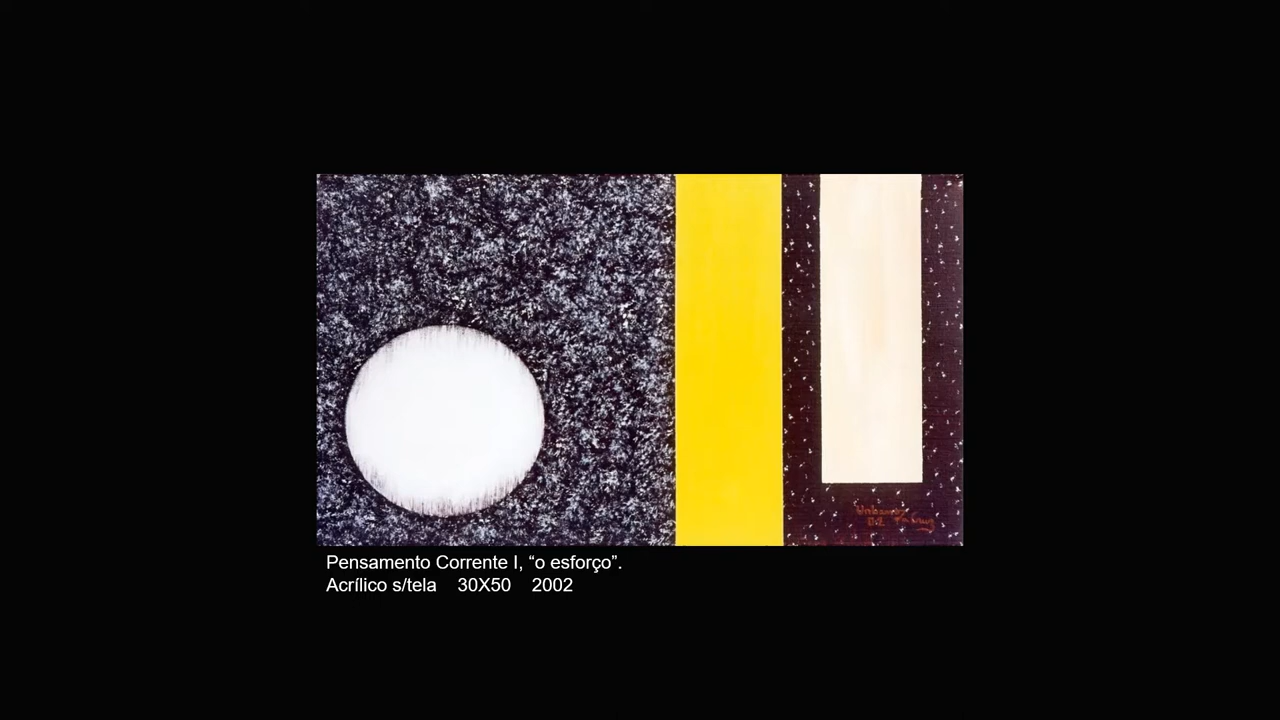 Pensamento Corrente I, “o esforço”.
Acrílico s/tela 30X50 2002